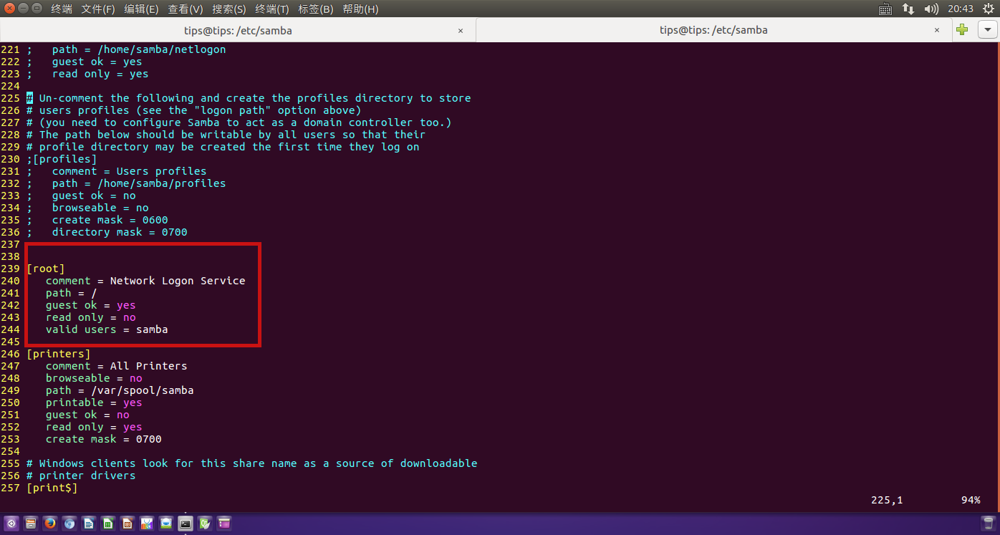 终端 文件(F) 编辑(E) 查看(V) 搜索(S) 终端(T) 标签(B) 帮助(H) 20:43
tips@tips: /etc/samba × tips@tips: /etc/samba ×
221 ;   path = /home/samba/netlogon
222 ;   guest ok = yes
223 ;   read only = yes
224
225 # Un-comment the following and create the profiles directory to store
226 # users profiles (see the "logon path" option above)
227 # (you need to configure Samba to act as a domain controller too.)
228 # The path below should be writable by all users so that their
229 # profile directory may be created the first time they log on
230 ;[profiles]
231 ;   comment = Users profiles
232 ;   path = /home/samba/profiles
233 ;   guest ok = no
234 ;   browseable = no
235 ;   create mask = 0600
236 ;   directory mask = 0700
237
238
239 [root]
240    comment = Network Logon Service
241    path = /
242    guest ok = yes
243    read only = no
244    valid users = samba
245
246 [printers]
247    comment = All Printers
248    browseable = no
249    path = /var/spool/samba
250    printable = yes
251    guest ok = no
252    read only = yes
253    create mask = 0700
254
255 # Windows clients look for this share name as a source of downloadable
256 # printer drivers
257 [print$]
225,1 94%